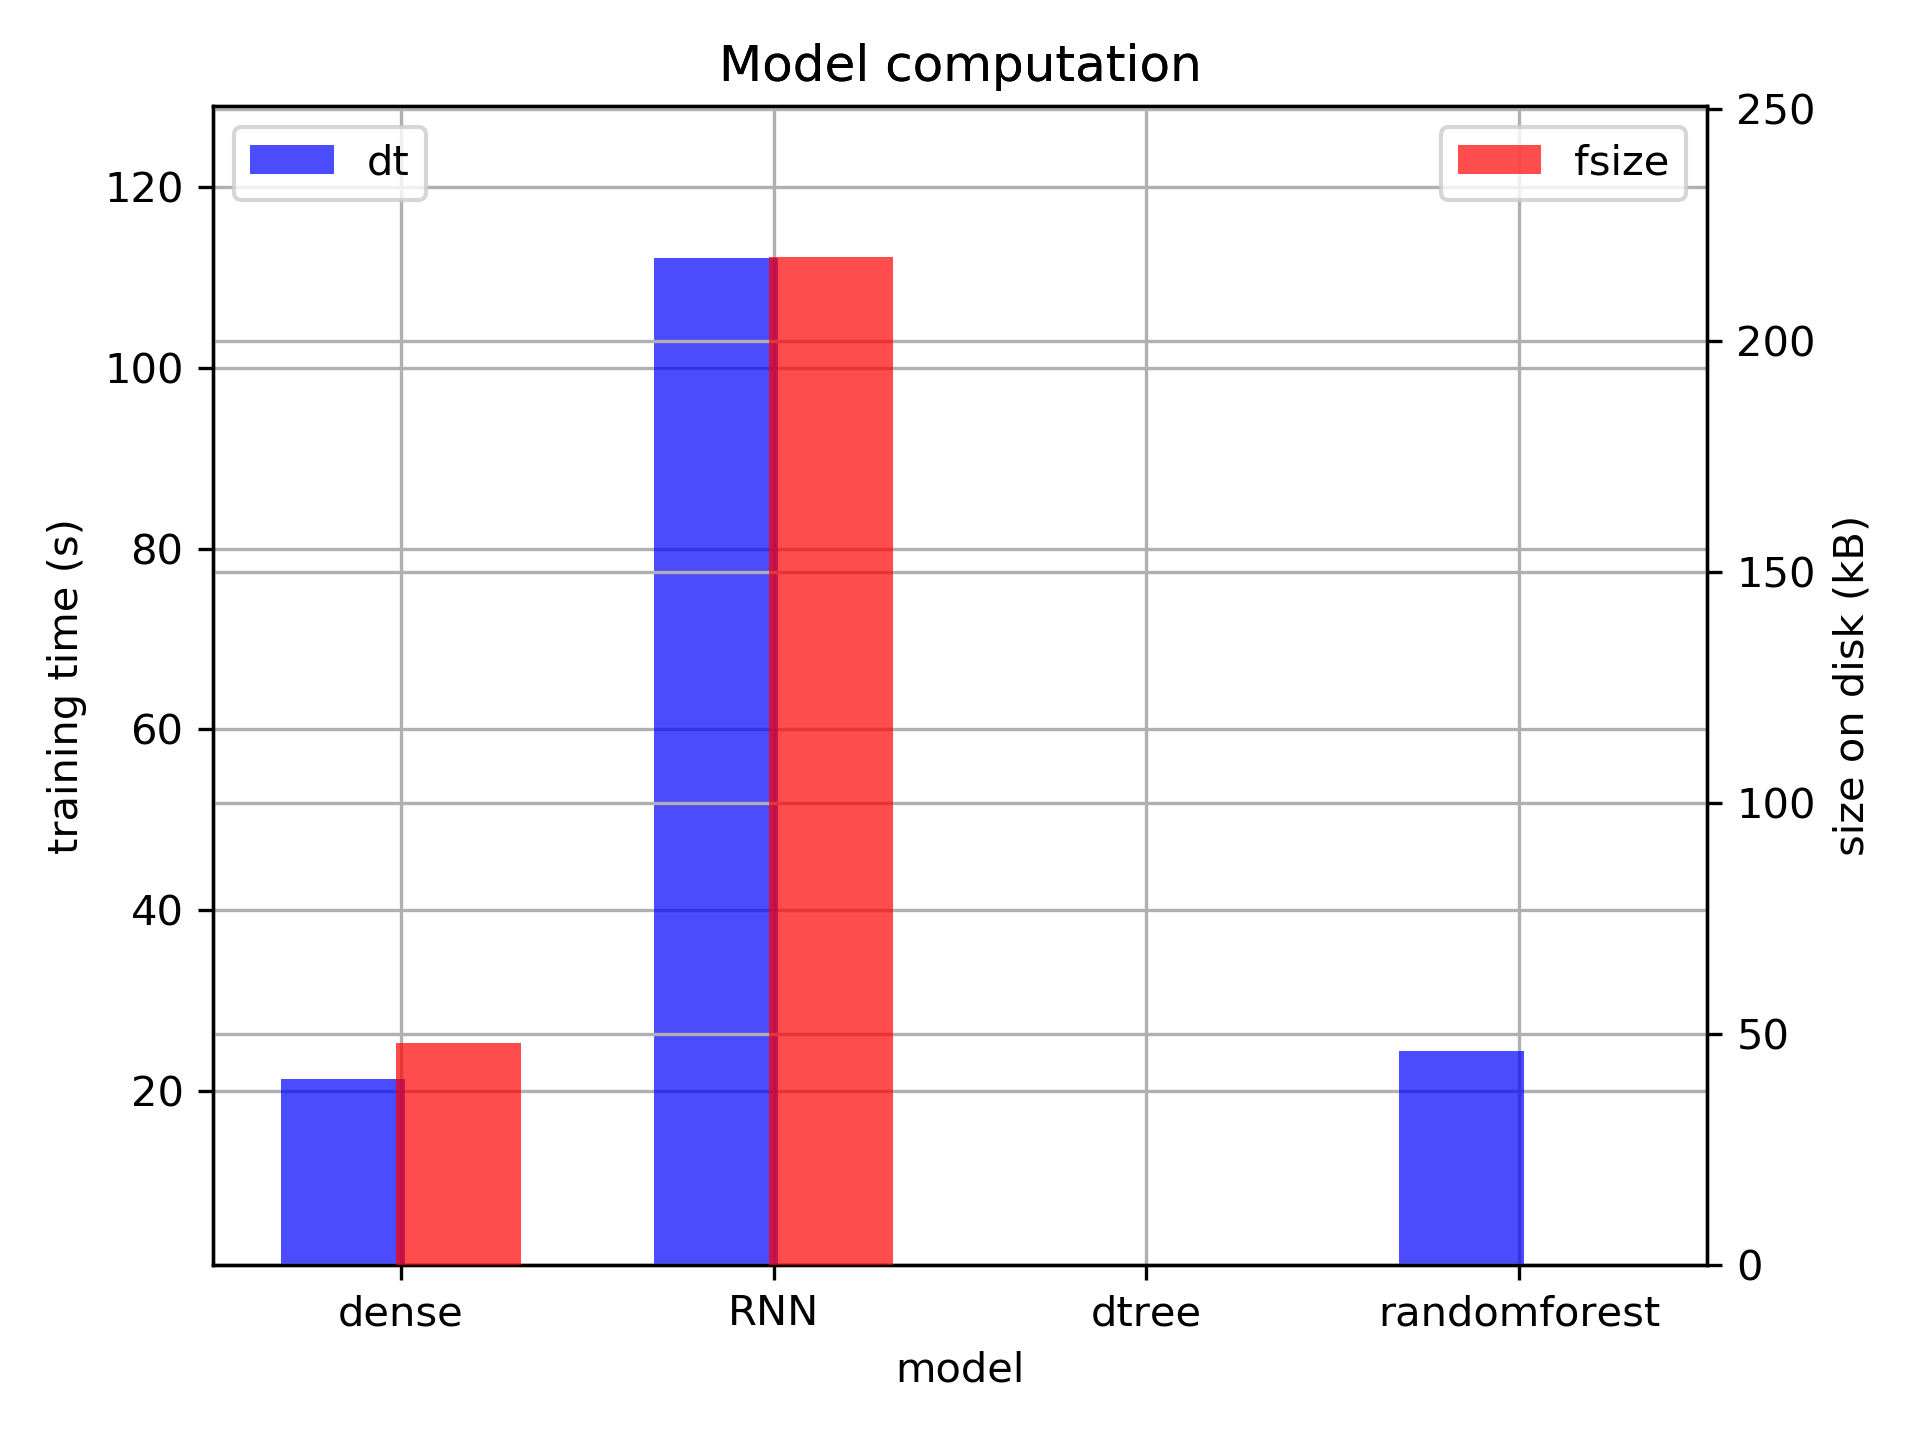 Model computation
dt
fsize
120
100
80
60
40
20
training time (s)
250
200
150
100
50
0
size on disk (kB)
dense
RNN
dtree
randomforest
model